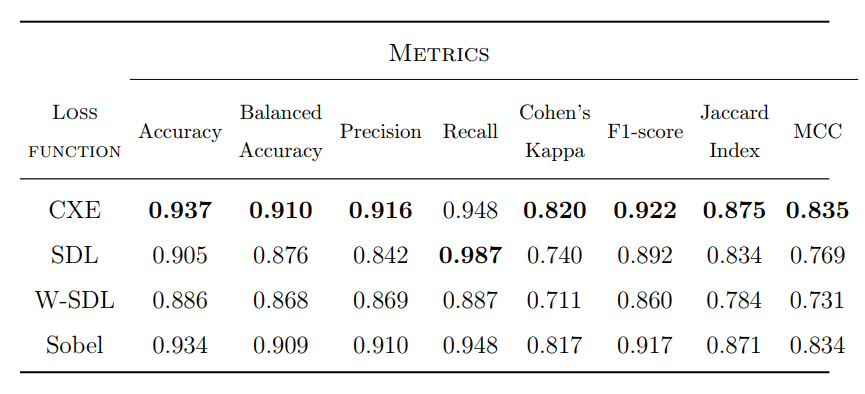 METRICS
LOSS FUNCTION Accuracy Balanced Accuracy Precision Recall Cohen's Kappa F1-score Jaccard Index MCC
CXE 0.937 0.910 0.916 0.948 0.820 0.922 0.875 0.835
SDL 0.905 0.876 0.842 0.987 0.740 0.892 0.834 0.769
W-SDL 0.886 0.868 0.869 0.887 0.711 0.860 0.784 0.731
Sobel 0.934 0.909 0.910 0.948 0.817 0.917 0.871 0.834